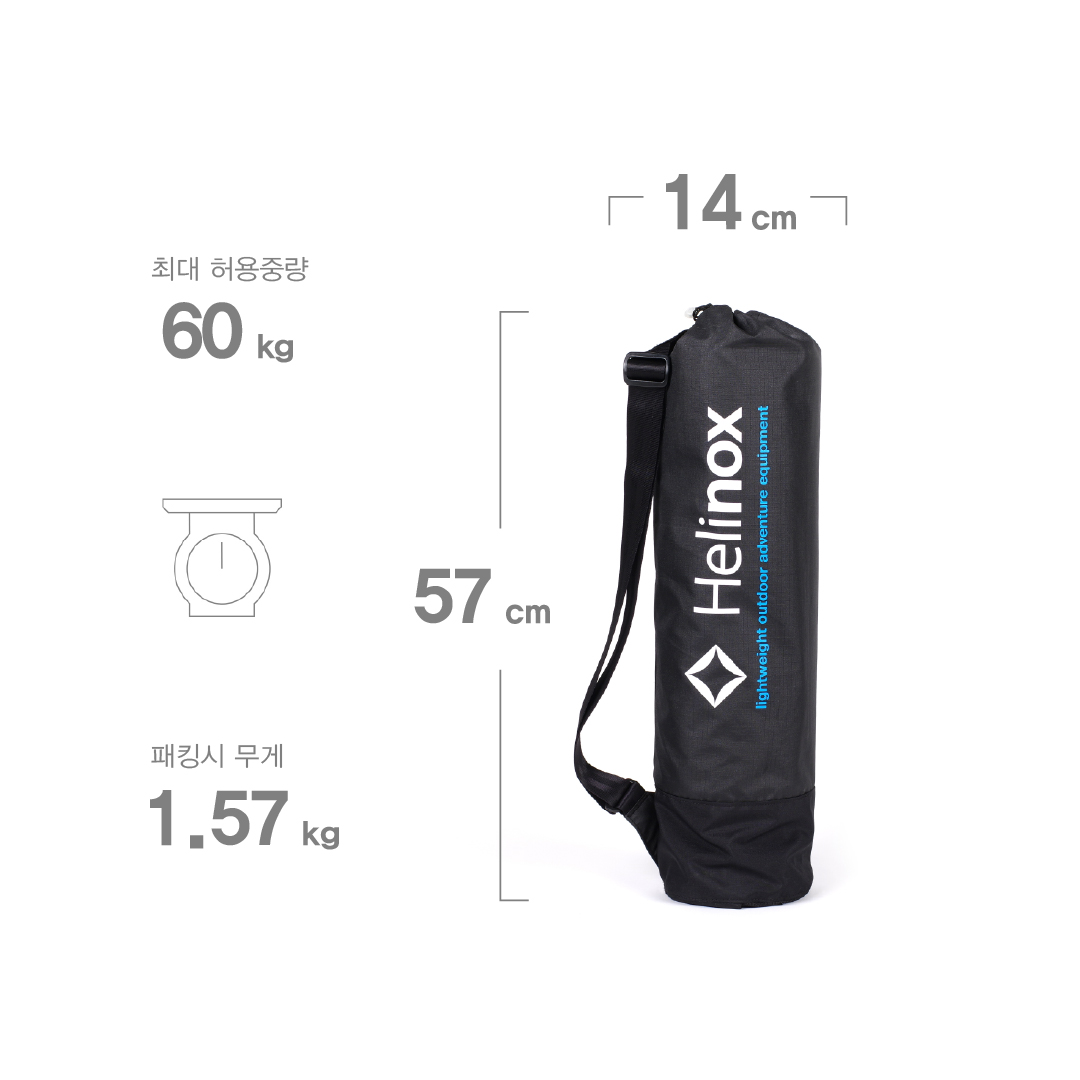 14 cm
최대 허용중량
60 kg
57 cm
Helinox
lightweight outdoor adventure equipment
패킹시 무게
1.57 kg